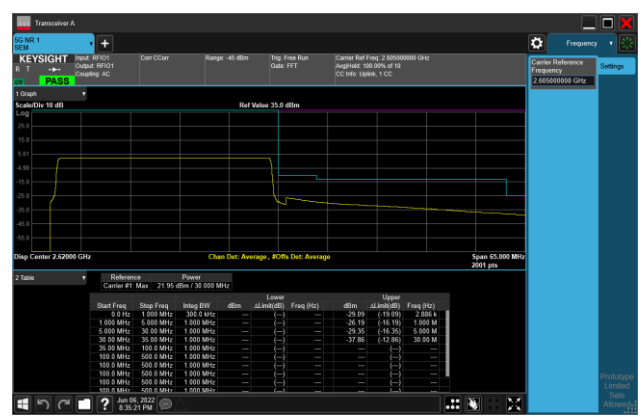 Transceiver A
5G NR 1
SEM
Frequency
KEYSIGHT
R T
PASS
Input: RFIO1
Output: RFIO1
Coupling: AC
Corr CCorr
Range: -45 dBm
Trig: Free Run
Gate: FFT
Carrier Ref Freq: 2.605000000 GHz
Avg|Hold: 100.00% of 10
CC Info: Uplink, 1 CC
Carrier Reference
Frequency
2.605000000 GHz
Settings
1 Graph
Scale/Div 10 dB
Ref Value 35.0 dBm
Log
25.0
15.0
5.01
-4.99
-15.0
-25.0
-35.0
-45.0
-55.0
Disp Center 2.62000 GHz
Chan Det: Average , #Offs Det: Average
Span 65.000 MHz
2001 pts
2 Table
Reference Power
Carrier #1 Max 21.95 dBm / 30.000 MHz
Lower Upper
Start Freq Stop Freq Integ BW dBm ΔLimit(dB) Freq (Hz) dBm ΔLimit(dB) Freq (Hz)
0.0 Hz 1.000 MHz 300.0 kHz --- (---) --- -29.09 (-19.09) 2.886 k
1.000 MHz 5.000 MHz 1.000 MHz --- (---) --- -26.19 (-16.19) 1.000 M
5.000 MHz 30.00 MHz 1.000 MHz --- (---) --- -29.35 (-16.35) 5.000 M
30.00 MHz 35.00 MHz 1.000 MHz --- (---) --- -37.86 (-12.86) 30.00 M
35.00 MHz 100.0 MHz 1.000 MHz --- (---) --- --- (---) ---
100.0 MHz 500.0 MHz 1.000 MHz --- (---) --- --- (---) ---
100.0 MHz 500.0 MHz 1.000 MHz --- (---) --- --- (---) ---
100.0 MHz 500.0 MHz 1.000 MHz --- (---) --- --- (---) ---
100.0 MHz 500.0 MHz 1.000 MHz --- (---) --- --- (---) ---
100.0 MHz 500.0 MHz 1.000 MHz --- (---) --- --- (---) ---
Prototype
Limited
Sale
Allowed
Jun 06, 2022
8:35:21 PM